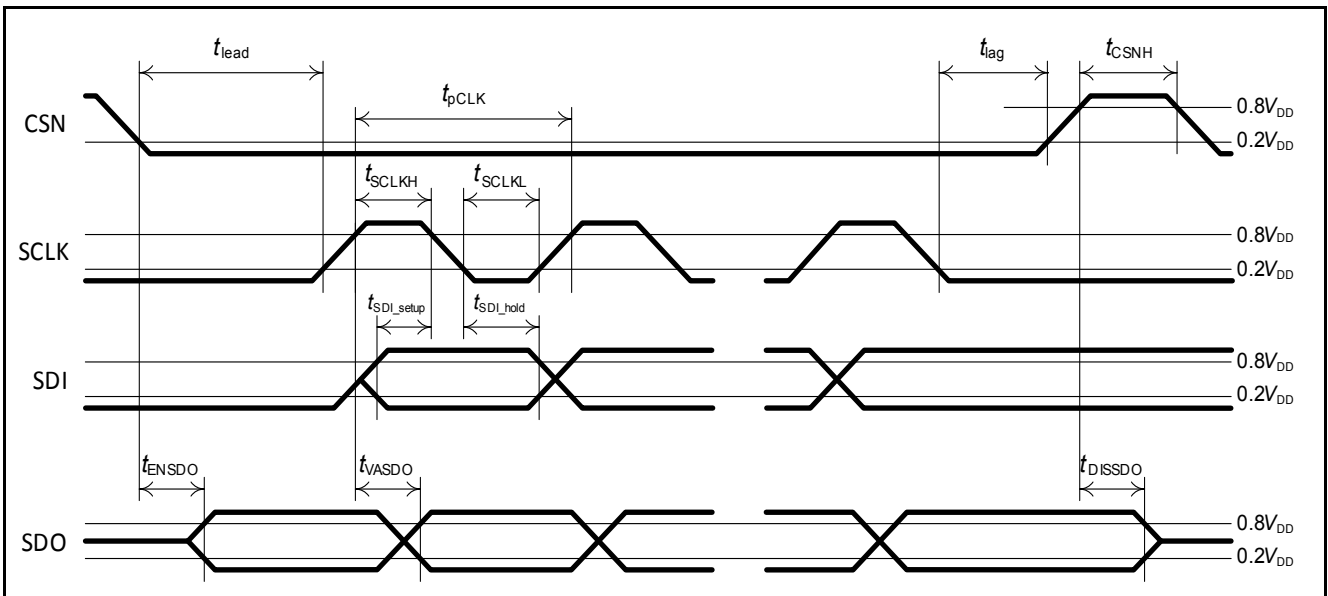 tlead
tlag
tCSNH
tpCLK
CSN
0.8VDD
0.2VDD
tSCLKH
tSCLKL
SCLK
0.8VDD
0.2VDD
tSDI_setup
tSDI_hold
SDI
0.8VDD
0.2VDD
tENSDO
tVASDO
tDISSDO
SDO
0.8VDD
0.2VDD